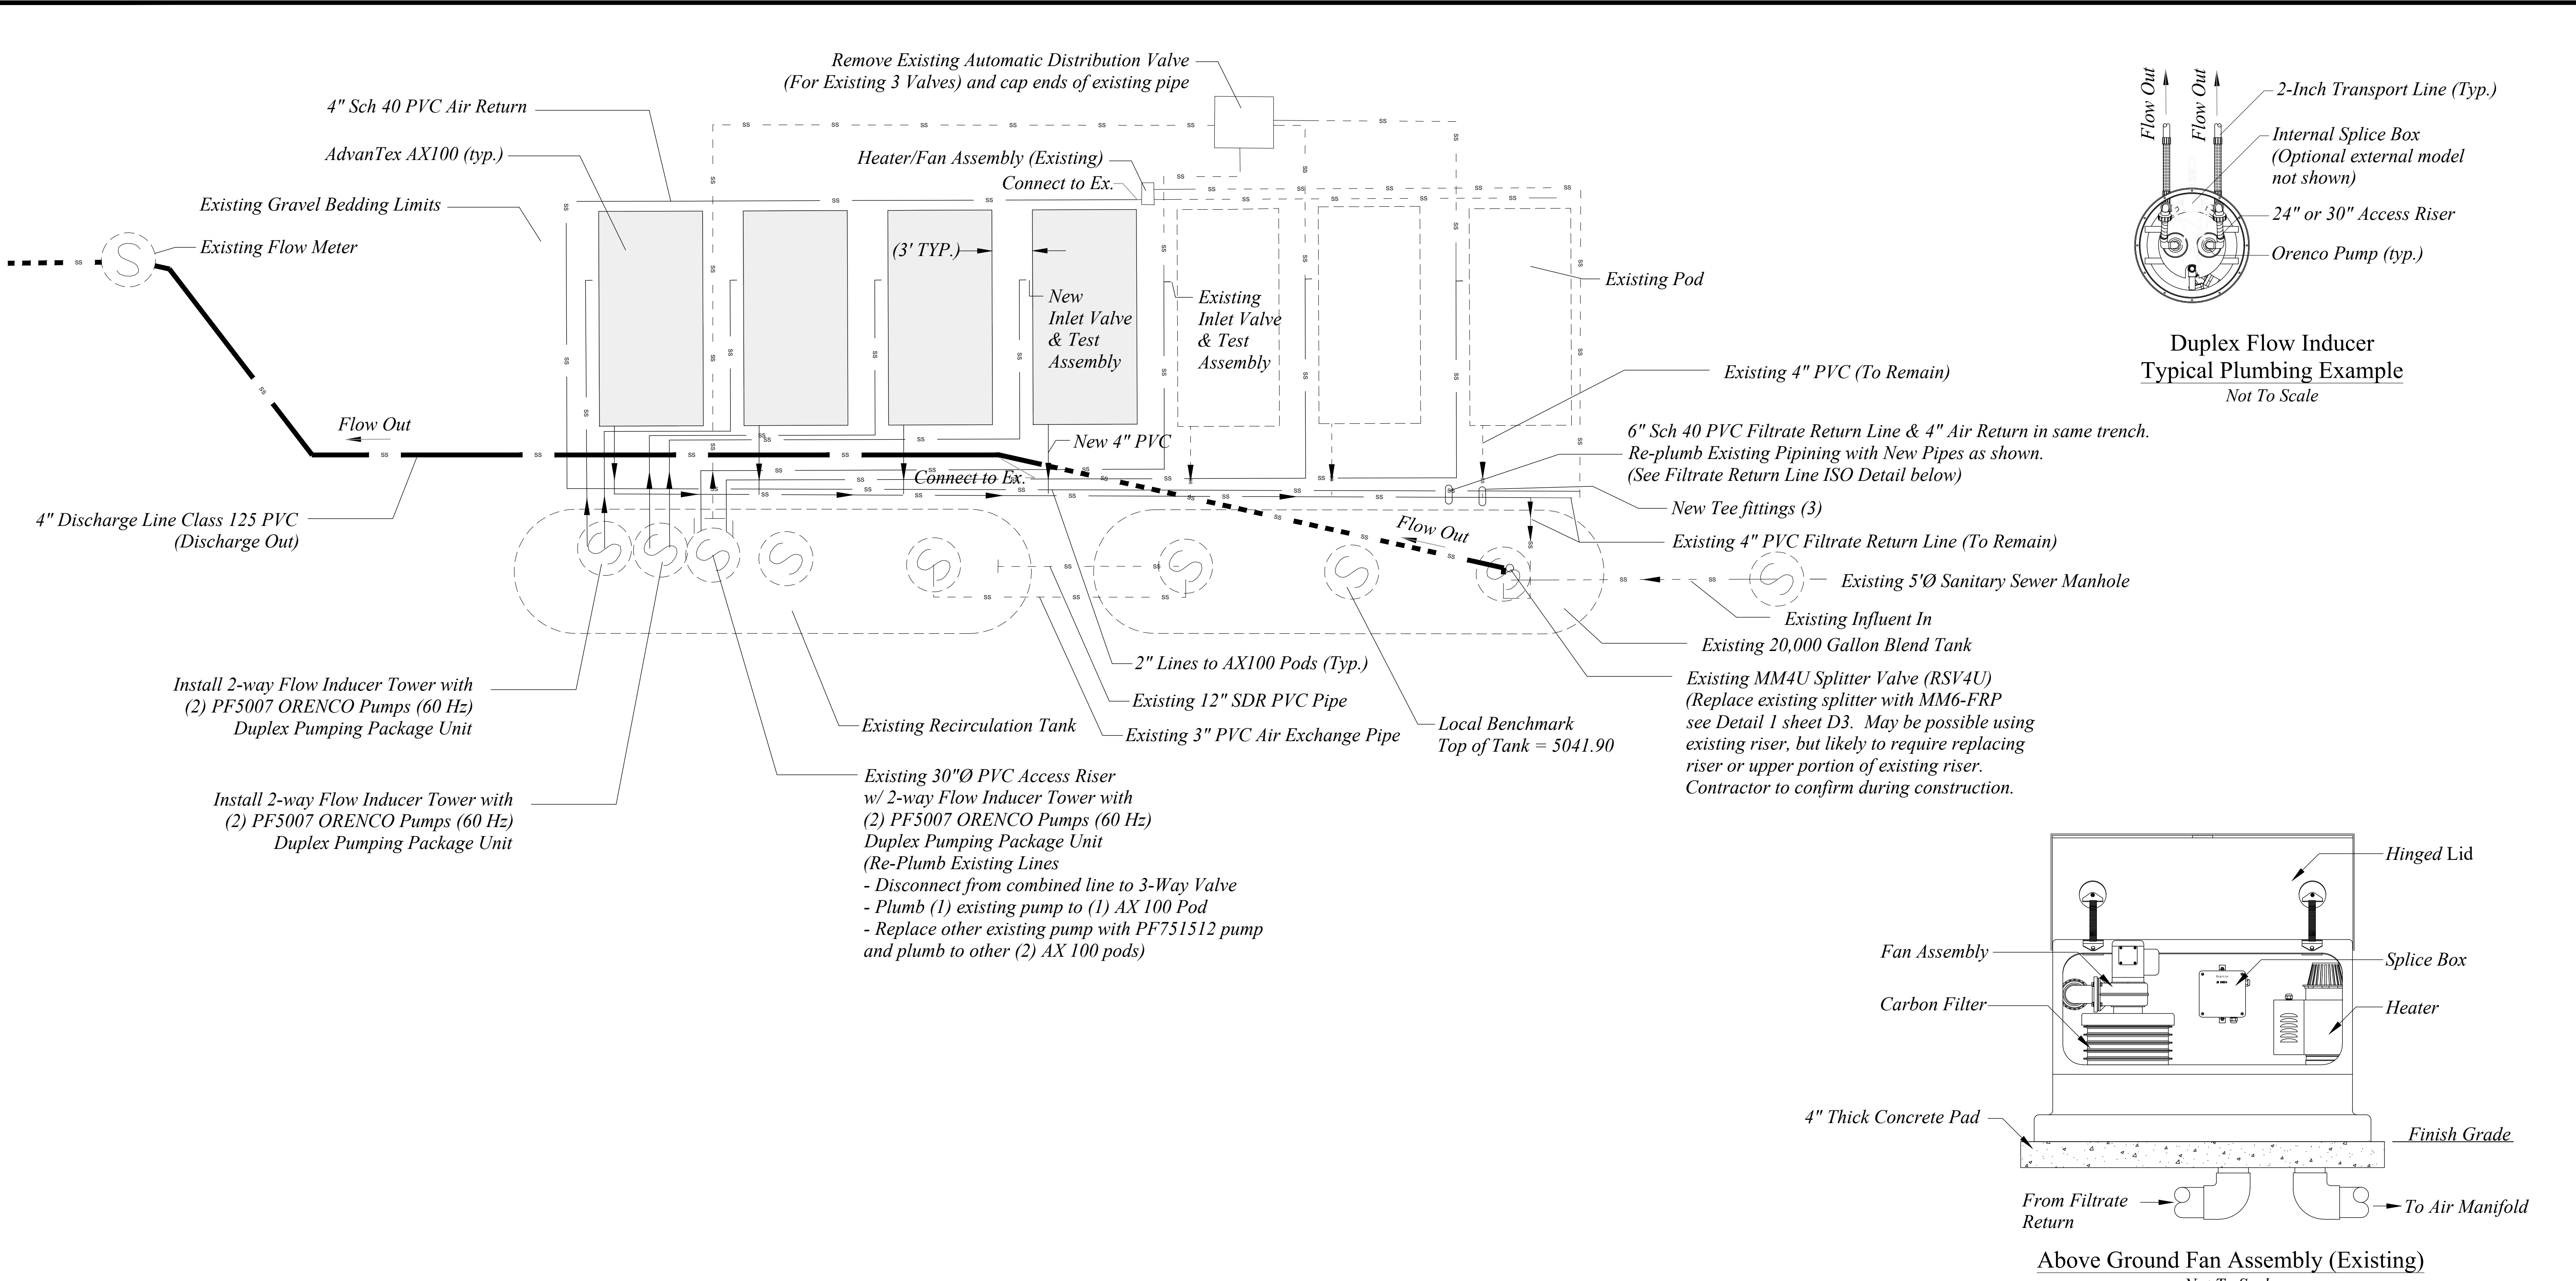 Remove Existing Automatic Distribution Valve
(For Existing 3 Valves) and cap ends of existing pipe
4" Sch 40 PVC Air Return
AdvanTex AX100 (typ.)
Heater/Fan Assembly (Existing)
Connect to Ex.
Existing Gravel Bedding Limits
Existing Flow Meter
(3' TYP.)
New
Inlet Valve
& Test
Assembly
Existing
Inlet Valve
& Test
Assembly
Existing Pod
Existing 4" PVC (To Remain)
6" Sch 40 PVC Filtrate Return Line & 4" Air Return in same trench.
Re-plumb Existing Pipining with New Pipes as shown.
(See Filtrate Return Line ISO Detail below)
New Tee fittings (3)
Existing 4" PVC Filtrate Return Line (To Remain)
Existing 5'Ø Sanitary Sewer Manhole
Existing Influent In
Existing 20,000 Gallon Blend Tank
Existing MM4U Splitter Valve (RSV4U)
(Replace existing splitter with MM6-FRP
see Detail 1 sheet D3. May be possible using
existing riser, but likely to require replacing
riser or upper portion of existing riser.
Contractor to confirm during construction.
Flow Out
New 4" PVC
Connect to Ex.
Flow Out
4" Discharge Line Class 125 PVC
(Discharge Out)
Install 2-way Flow Inducer Tower with
(2) PF5007 ORENCO Pumps (60 Hz)
Duplex Pumping Package Unit
Install 2-way Flow Inducer Tower with
(2) PF5007 ORENCO Pumps (60 Hz)
Duplex Pumping Package Unit
Existing Recirculation Tank
Existing 30"Ø PVC Access Riser
w/ 2-way Flow Inducer Tower with
(2) PF5007 ORENCO Pumps (60 Hz)
Duplex Pumping Package Unit
(Re-Plumb Existing Lines
- Disconnect from combined line to 3-Way Valve
- Plumb (1) existing pump to (1) AX 100 Pod
- Replace other existing pump with PF751512 pump
and plumb to other (2) AX 100 pods)
2" Lines to AX100 Pods (Typ.)
Existing 12" SDR PVC Pipe
Existing 3" PVC Air Exchange Pipe
Local Benchmark
Top of Tank = 5041.90
Flow Out
Flow Out
2-Inch Transport Line (Typ.)
Internal Splice Box
(Optional external model
not shown)
24" or 30" Access Riser
Orenco Pump (typ.)
Duplex Flow Inducer
Typical Plumbing Example
Not To Scale
Hinged Lid
Fan Assembly
Splice Box
Carbon Filter
Heater
4" Thick Concrete Pad
Finish Grade
From Filtrate
Return
To Air Manifold
Above Ground Fan Assembly (Existing)